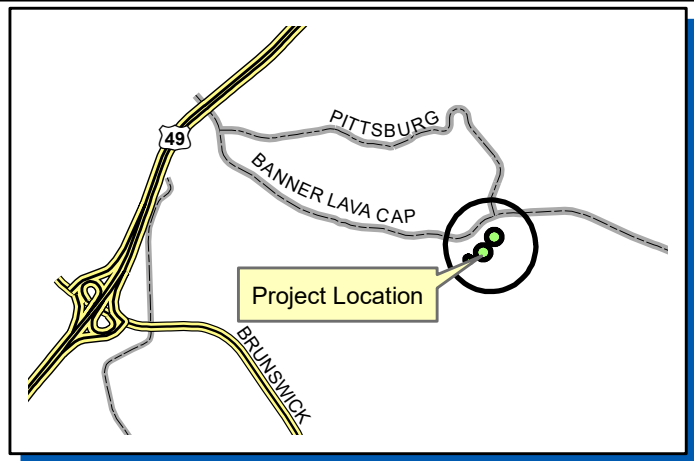 PITTSBURG
49
BANNER LAVA CAP
Project Location
BRUNSWICK